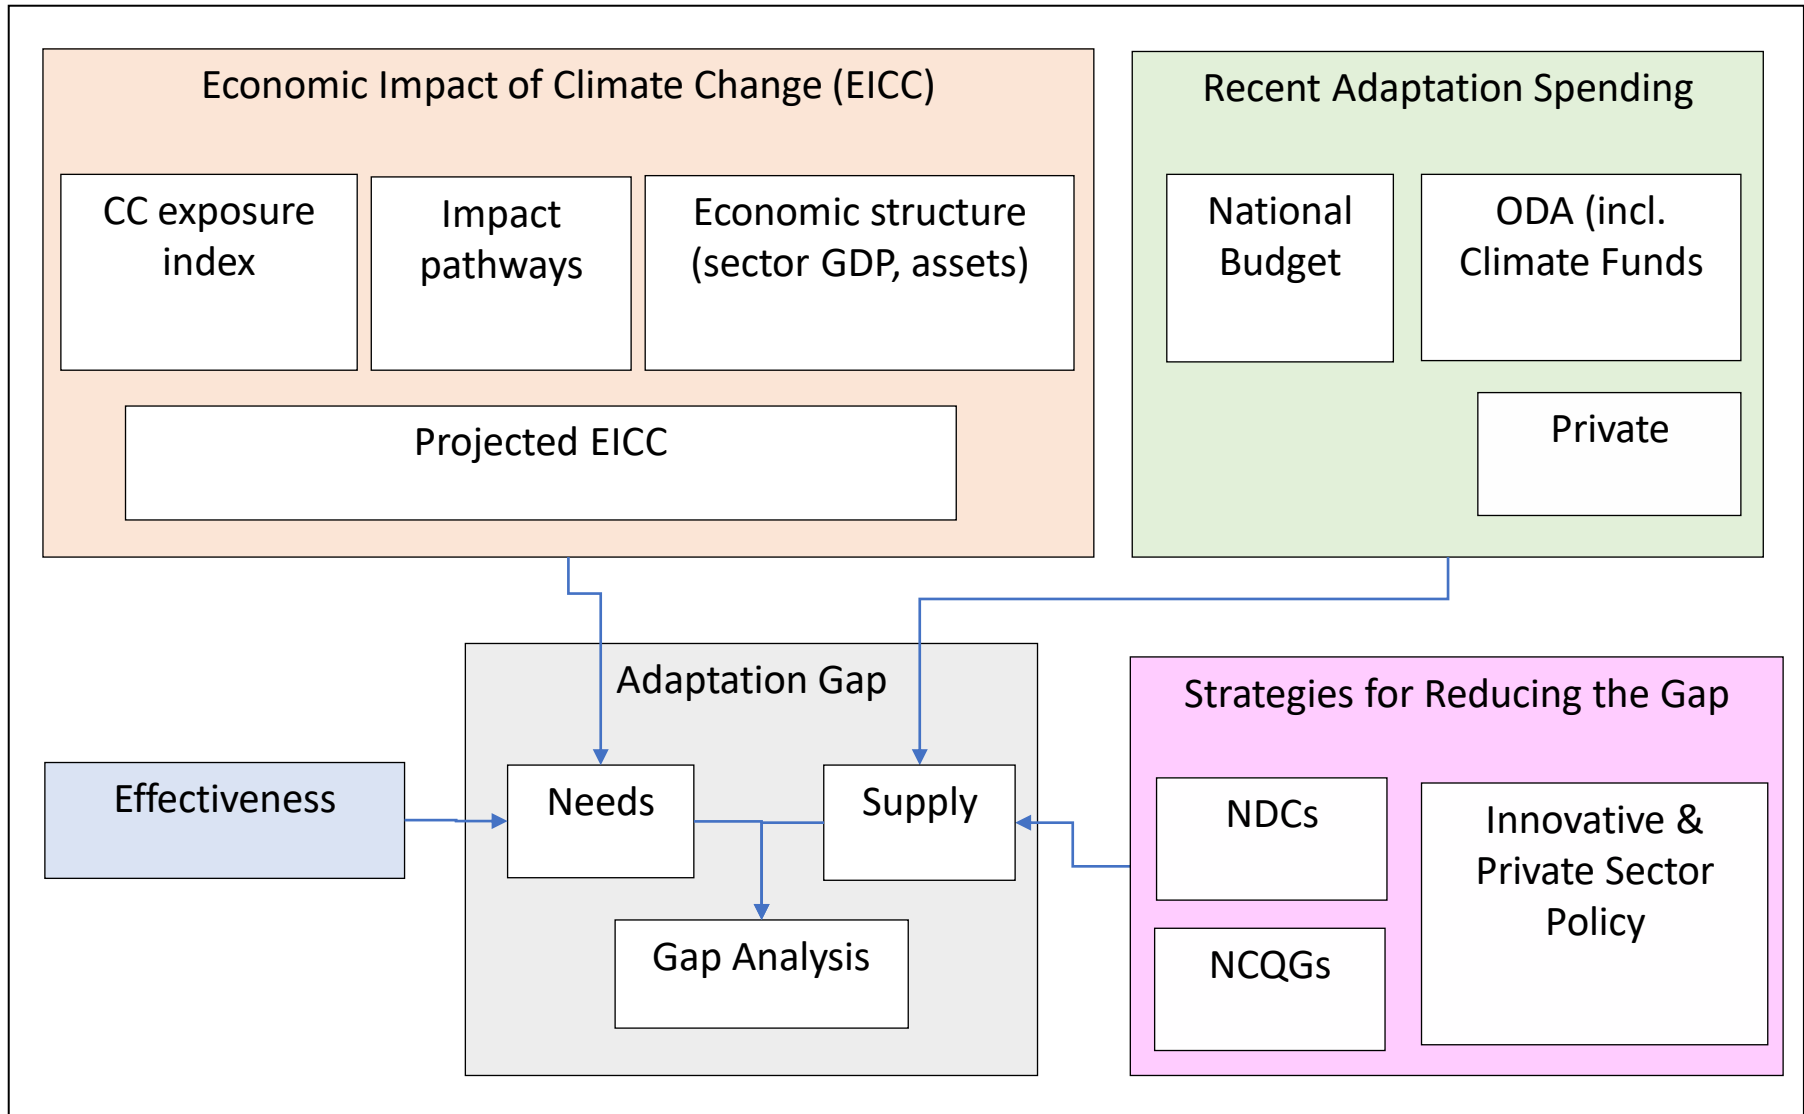 Economic Impact of Climate Change (EICC)
CC exposure
index
Impact
pathways
Economic structure
(sector GDP, assets)
Projected EICC
Recent Adaptation Spending
National
Budget
ODA (incl.
Climate Funds
Private
Effectiveness
Adaptation Gap
Needs
Supply
Gap Analysis
Strategies for Reducing the Gap
NDCs
NCQGs
Innovative &
Private Sector
Policy